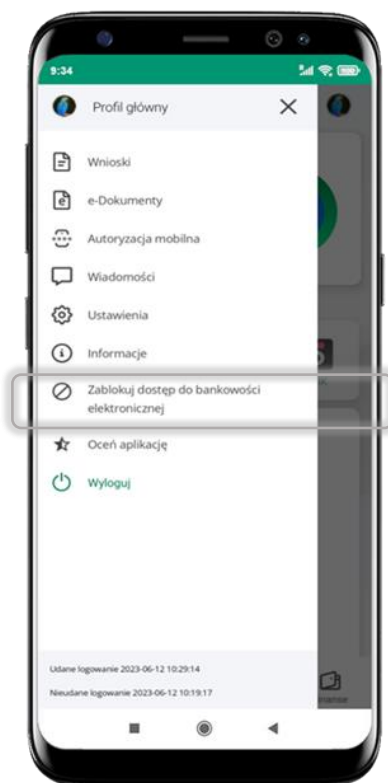 9:34
Profil główny
Wnioski
e-Dokumenty
Autoryzacja mobilna
Wiadomości
Ustawienia
Informacje
Zablokuj dostęp do bankowości
elektronicznej
Oceń aplikację
Wyloguj
Udane logowanie 2023-06-12 10:29:14
Nieudane logowanie 2023-06-12 10:19:17